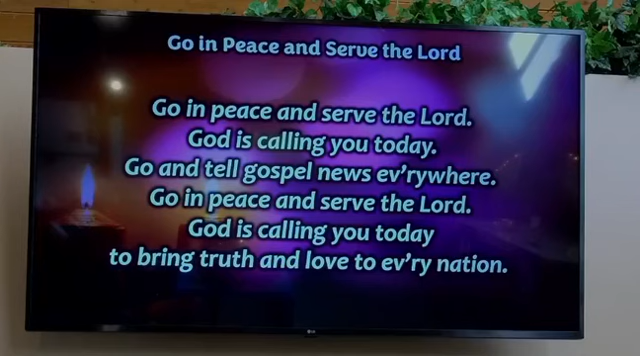 Go in Peace and Serve the Lord
Go in peace and serve the Lord.
God is calling you today.
Go and tell gospel news ev'rywhere.
Go in peace and serve the Lord.
God is calling you today
to bring truth and love to ev'ry nation.
LG